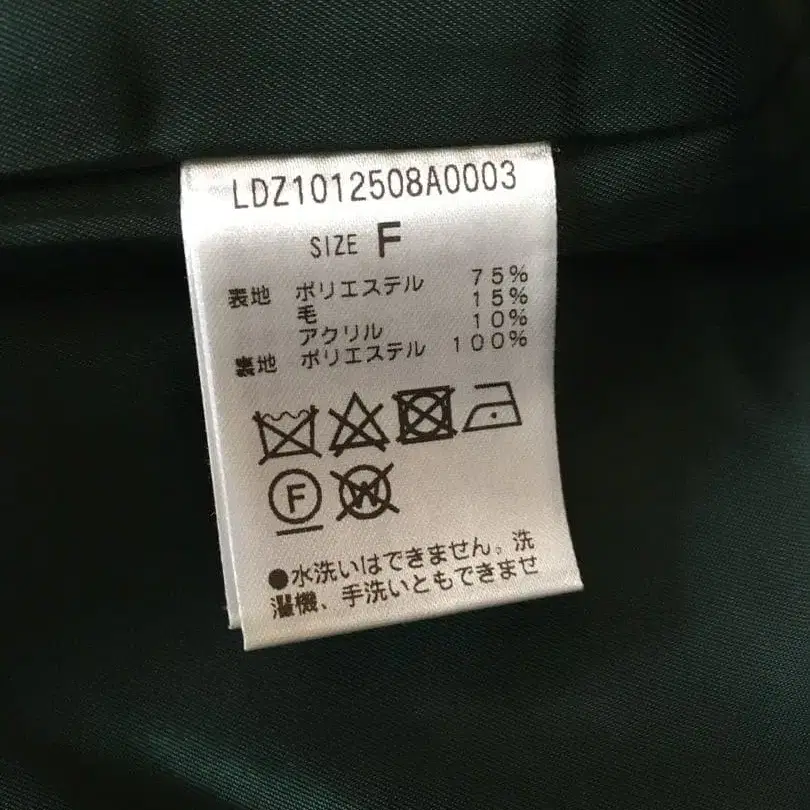 LDZ1012508A0003
SIZE F
表地 ポリエステル 75%
毛 15%
アクリル 10%
裏地 ポリエステル 100%
F W
●水洗いはできません。洗
濯機、手洗いともできませ